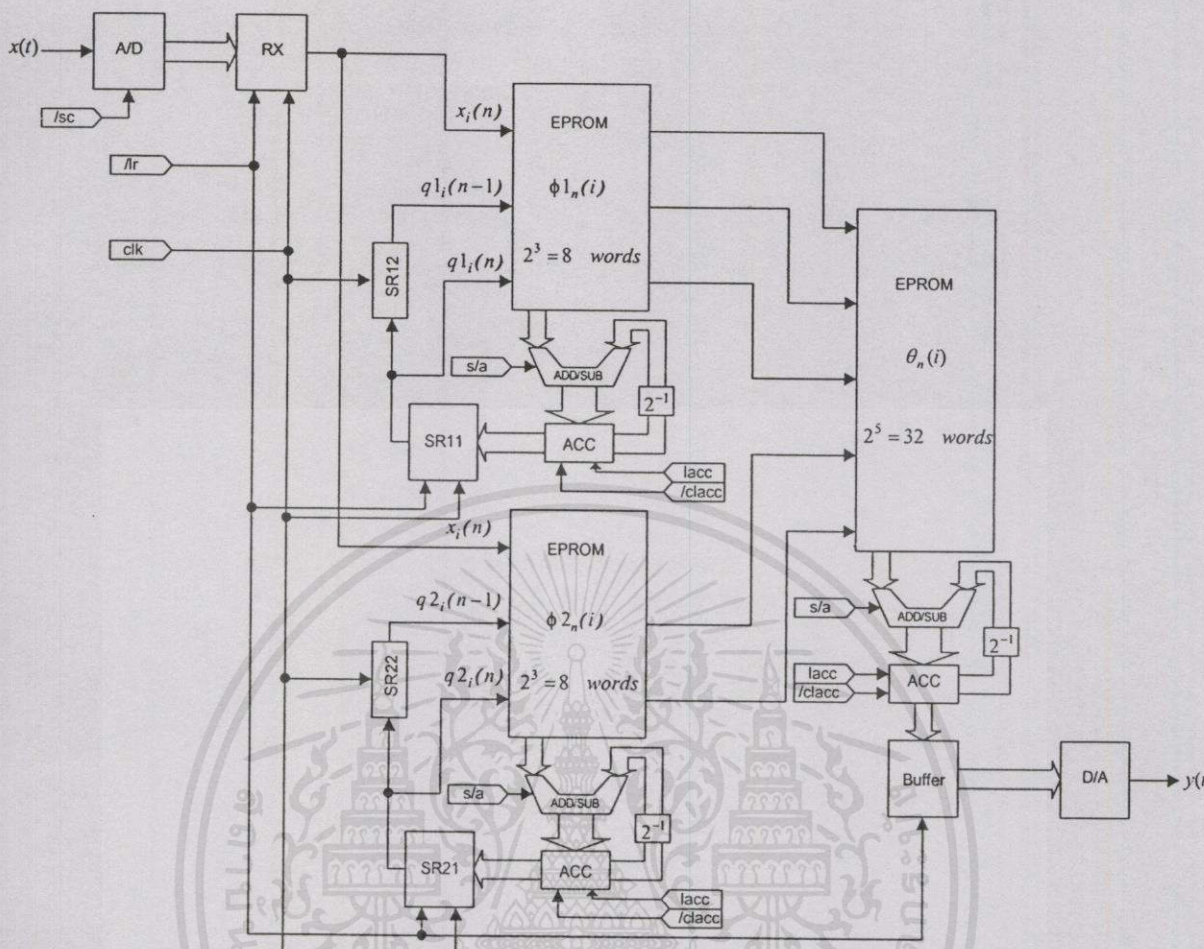 x(t)
A/D
RX
/sc
/lr
clk
x_i(n)
EPROM
φ1_n(i)
2^3 = 8 words
q1_i(n-1)
q1_i(n)
SR12
s/a
ADD/SUB
2^{-1}
SR11
ACC
lacc
/clacc
x_i(n)
EPROM
φ2_n(i)
2^3 = 8 words
q2_i(n-1)
q2_i(n)
SR22
s/a
ADD/SUB
2^{-1}
SR21
ACC
lacc
/clacc
EPROM
θ_n(i)
2^5 = 32 words
s/a
ADD/SUB
2^{-1}
lacc
/clacc
ACC
Buffer
D/A
y(